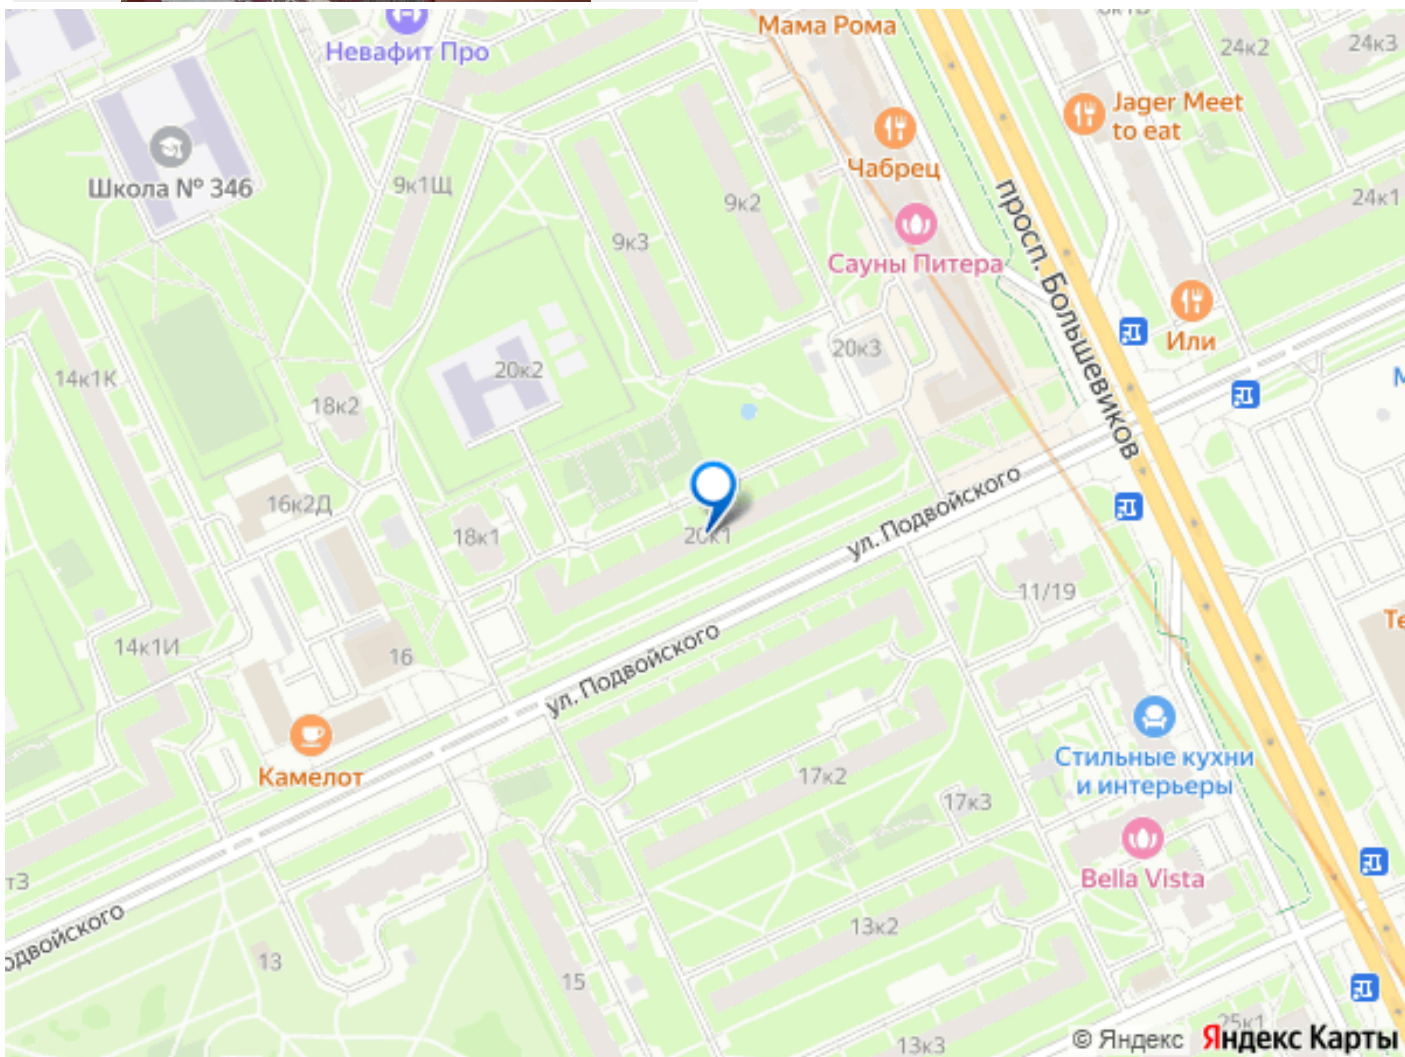 Мама Рома
Невафит Про
24к2
24к3
Jager Meet
to eat
Чабрец
Школа № 346
9к1Щ
9к2
24к1
9к3
Сауны Питера
просп. Большевиков
Или
20к3
20к2
14к1К
18к2
16к2Д
18к1
20к1
ул. Подвойского
11/19
14к1И
16
ул. Подвойского
Стильные кухни
и интерьеры
Камелот
17к2
17к3
Bella Vista
13к2
13
15
13к3
25к1
© Яндекс
Яндекс Карты